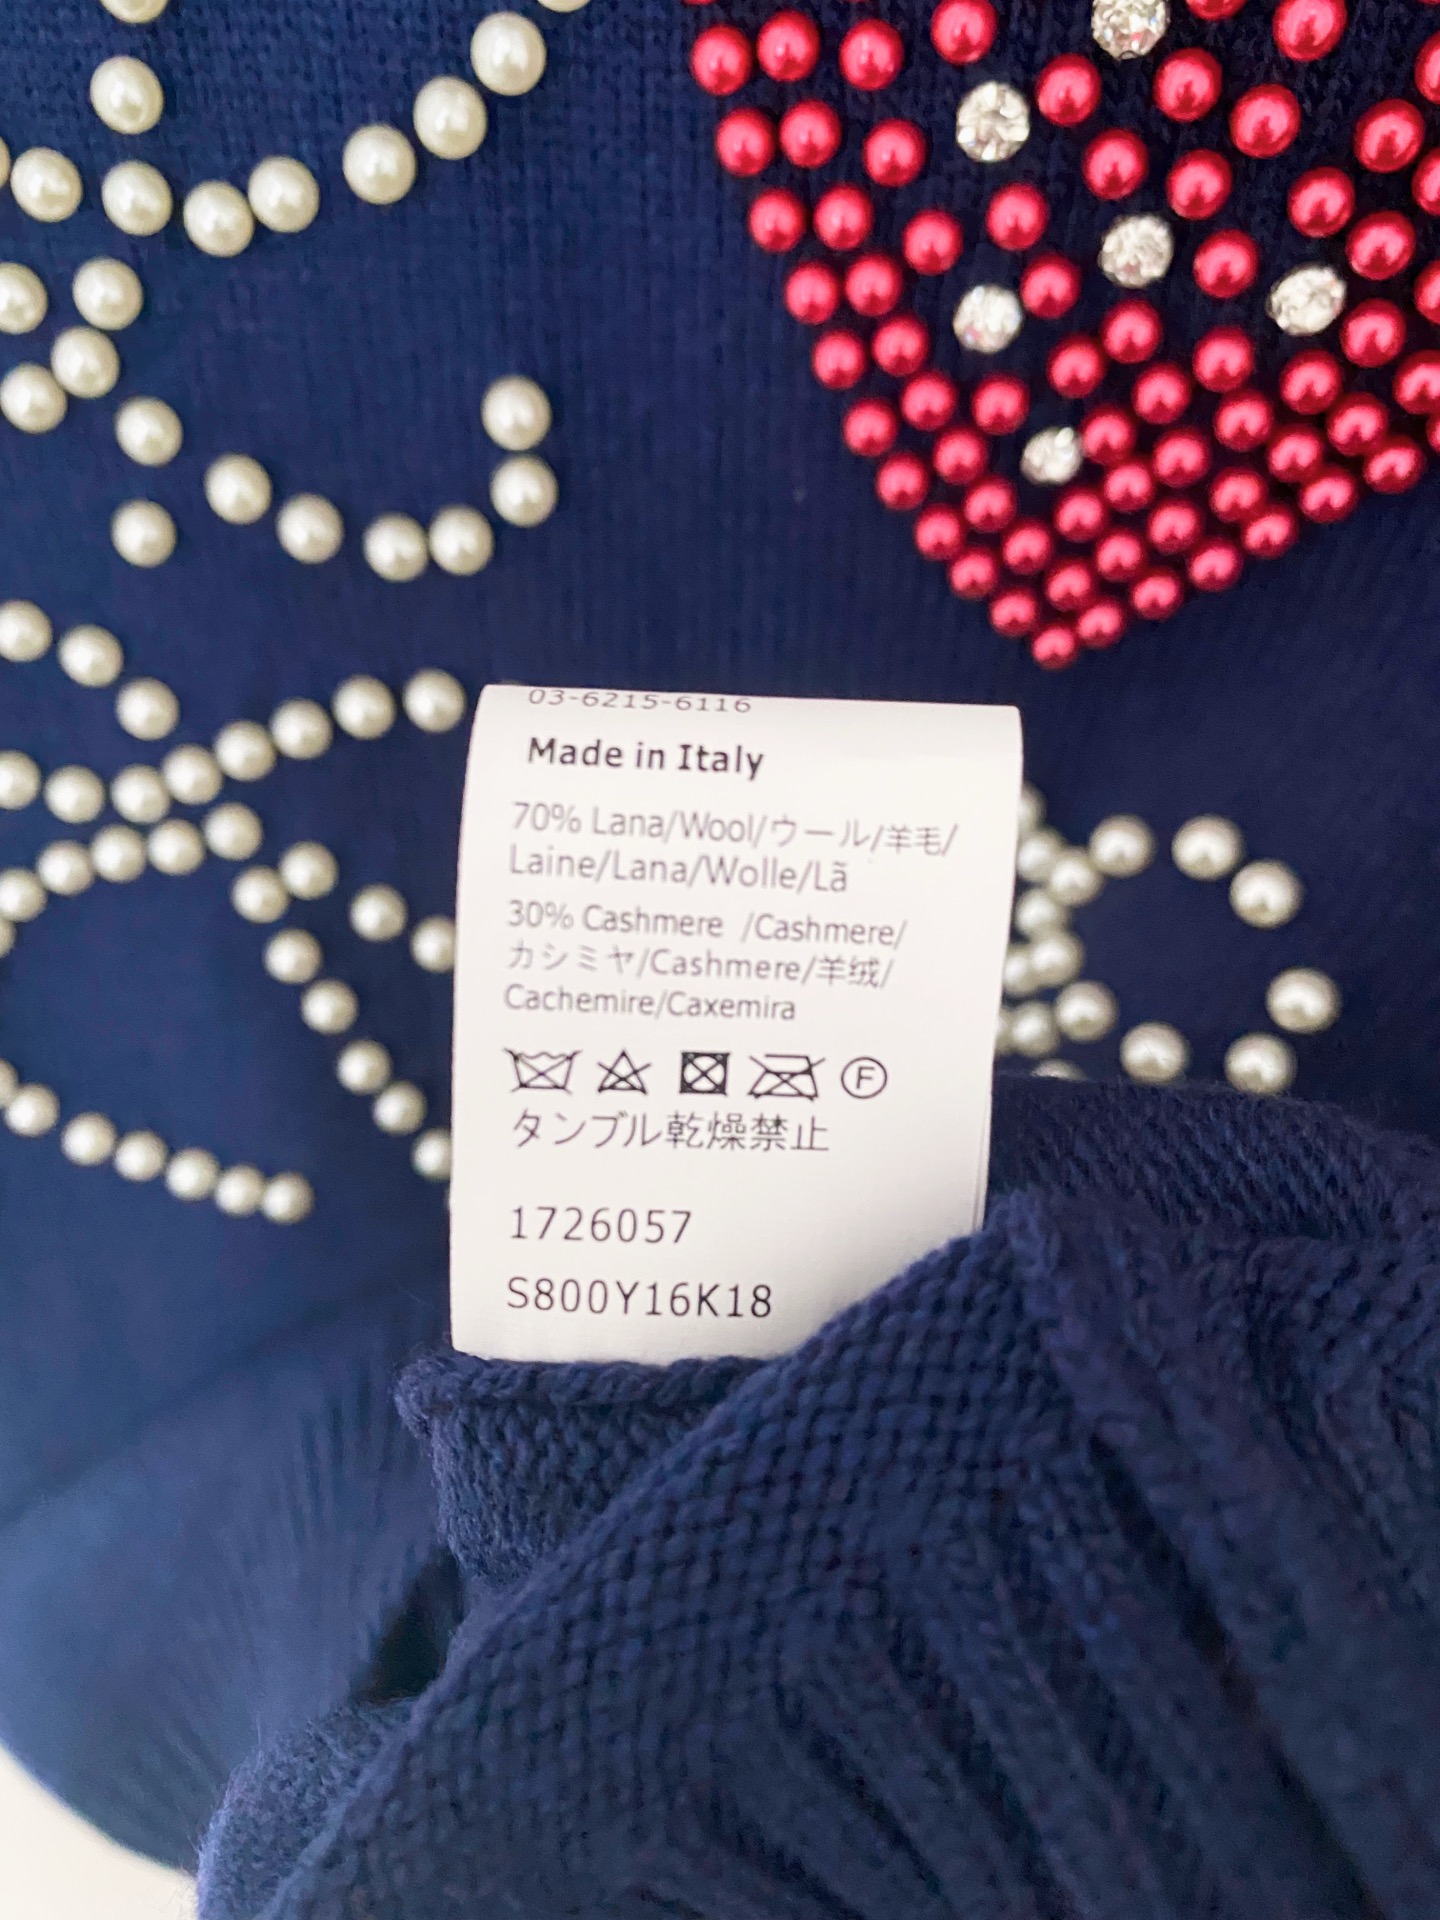 03-6215-6116
Made in Italy
70% Lana/Wool/ウール/羊毛/
Laine/Lana/Wolle/Lã
30% Cashmere /Cashmere/
カシミヤ/Cashmere/羊绒/
Cachemire/Caxemira
F
タンブル乾燥禁止
1726057
S800Y16K18